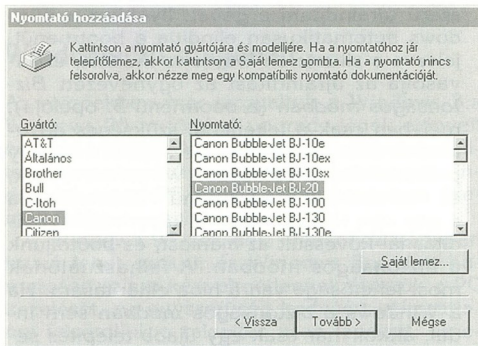 Nyomtató hozzáadása
Kattintson a nyomtató gyártójára és modelljére. Ha a nyomtatóhoz jár
telepítőlemez, akkor kattintson a Saját lemez gombra. Ha a nyomtató nincs
felsorolva, akkor nézze meg egy kompatibilis nyomtató dokumentációját.
Gyártó:
AT&T
Általános
Brother
Bull
C-Itoh
Canon
Citizen
Nyomtató:
Canon Bubble-Jet BJ-10e
Canon Bubble-Jet BJ-10ex
Canon Bubble-Jet BJ-10sx
Canon Bubble-Jet BJ-20
Canon Bubble-Jet BJ-100
Canon Bubble-Jet BJ-130
Canon Bubble-Jet BJ-130e
Saját lemez...
< Vissza
Tovább >
Mégse